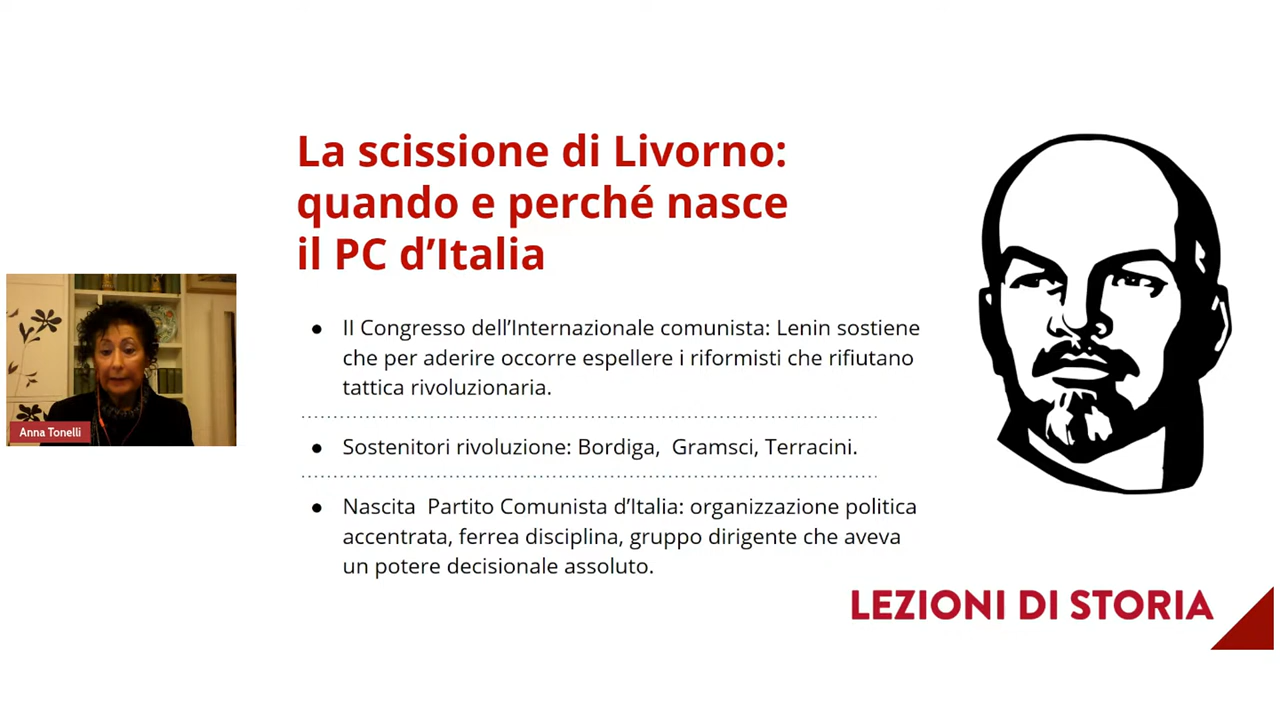 La scissione di Livorno:
quando e perché nasce
il PC d’Italia
● II Congresso dell’Internazionale comunista: Lenin sostiene
che per aderire occorre espellere i riformisti che rifiutano
tattica rivoluzionaria.
● Sostenitori rivoluzione: Bordiga, Gramsci, Terracini.
● Nascita Partito Comunista d’Italia: organizzazione politica
accentrata, ferrea disciplina, gruppo dirigente che aveva
un potere decisionale assoluto.
Anna Tonelli
LEZIONI DI STORIA